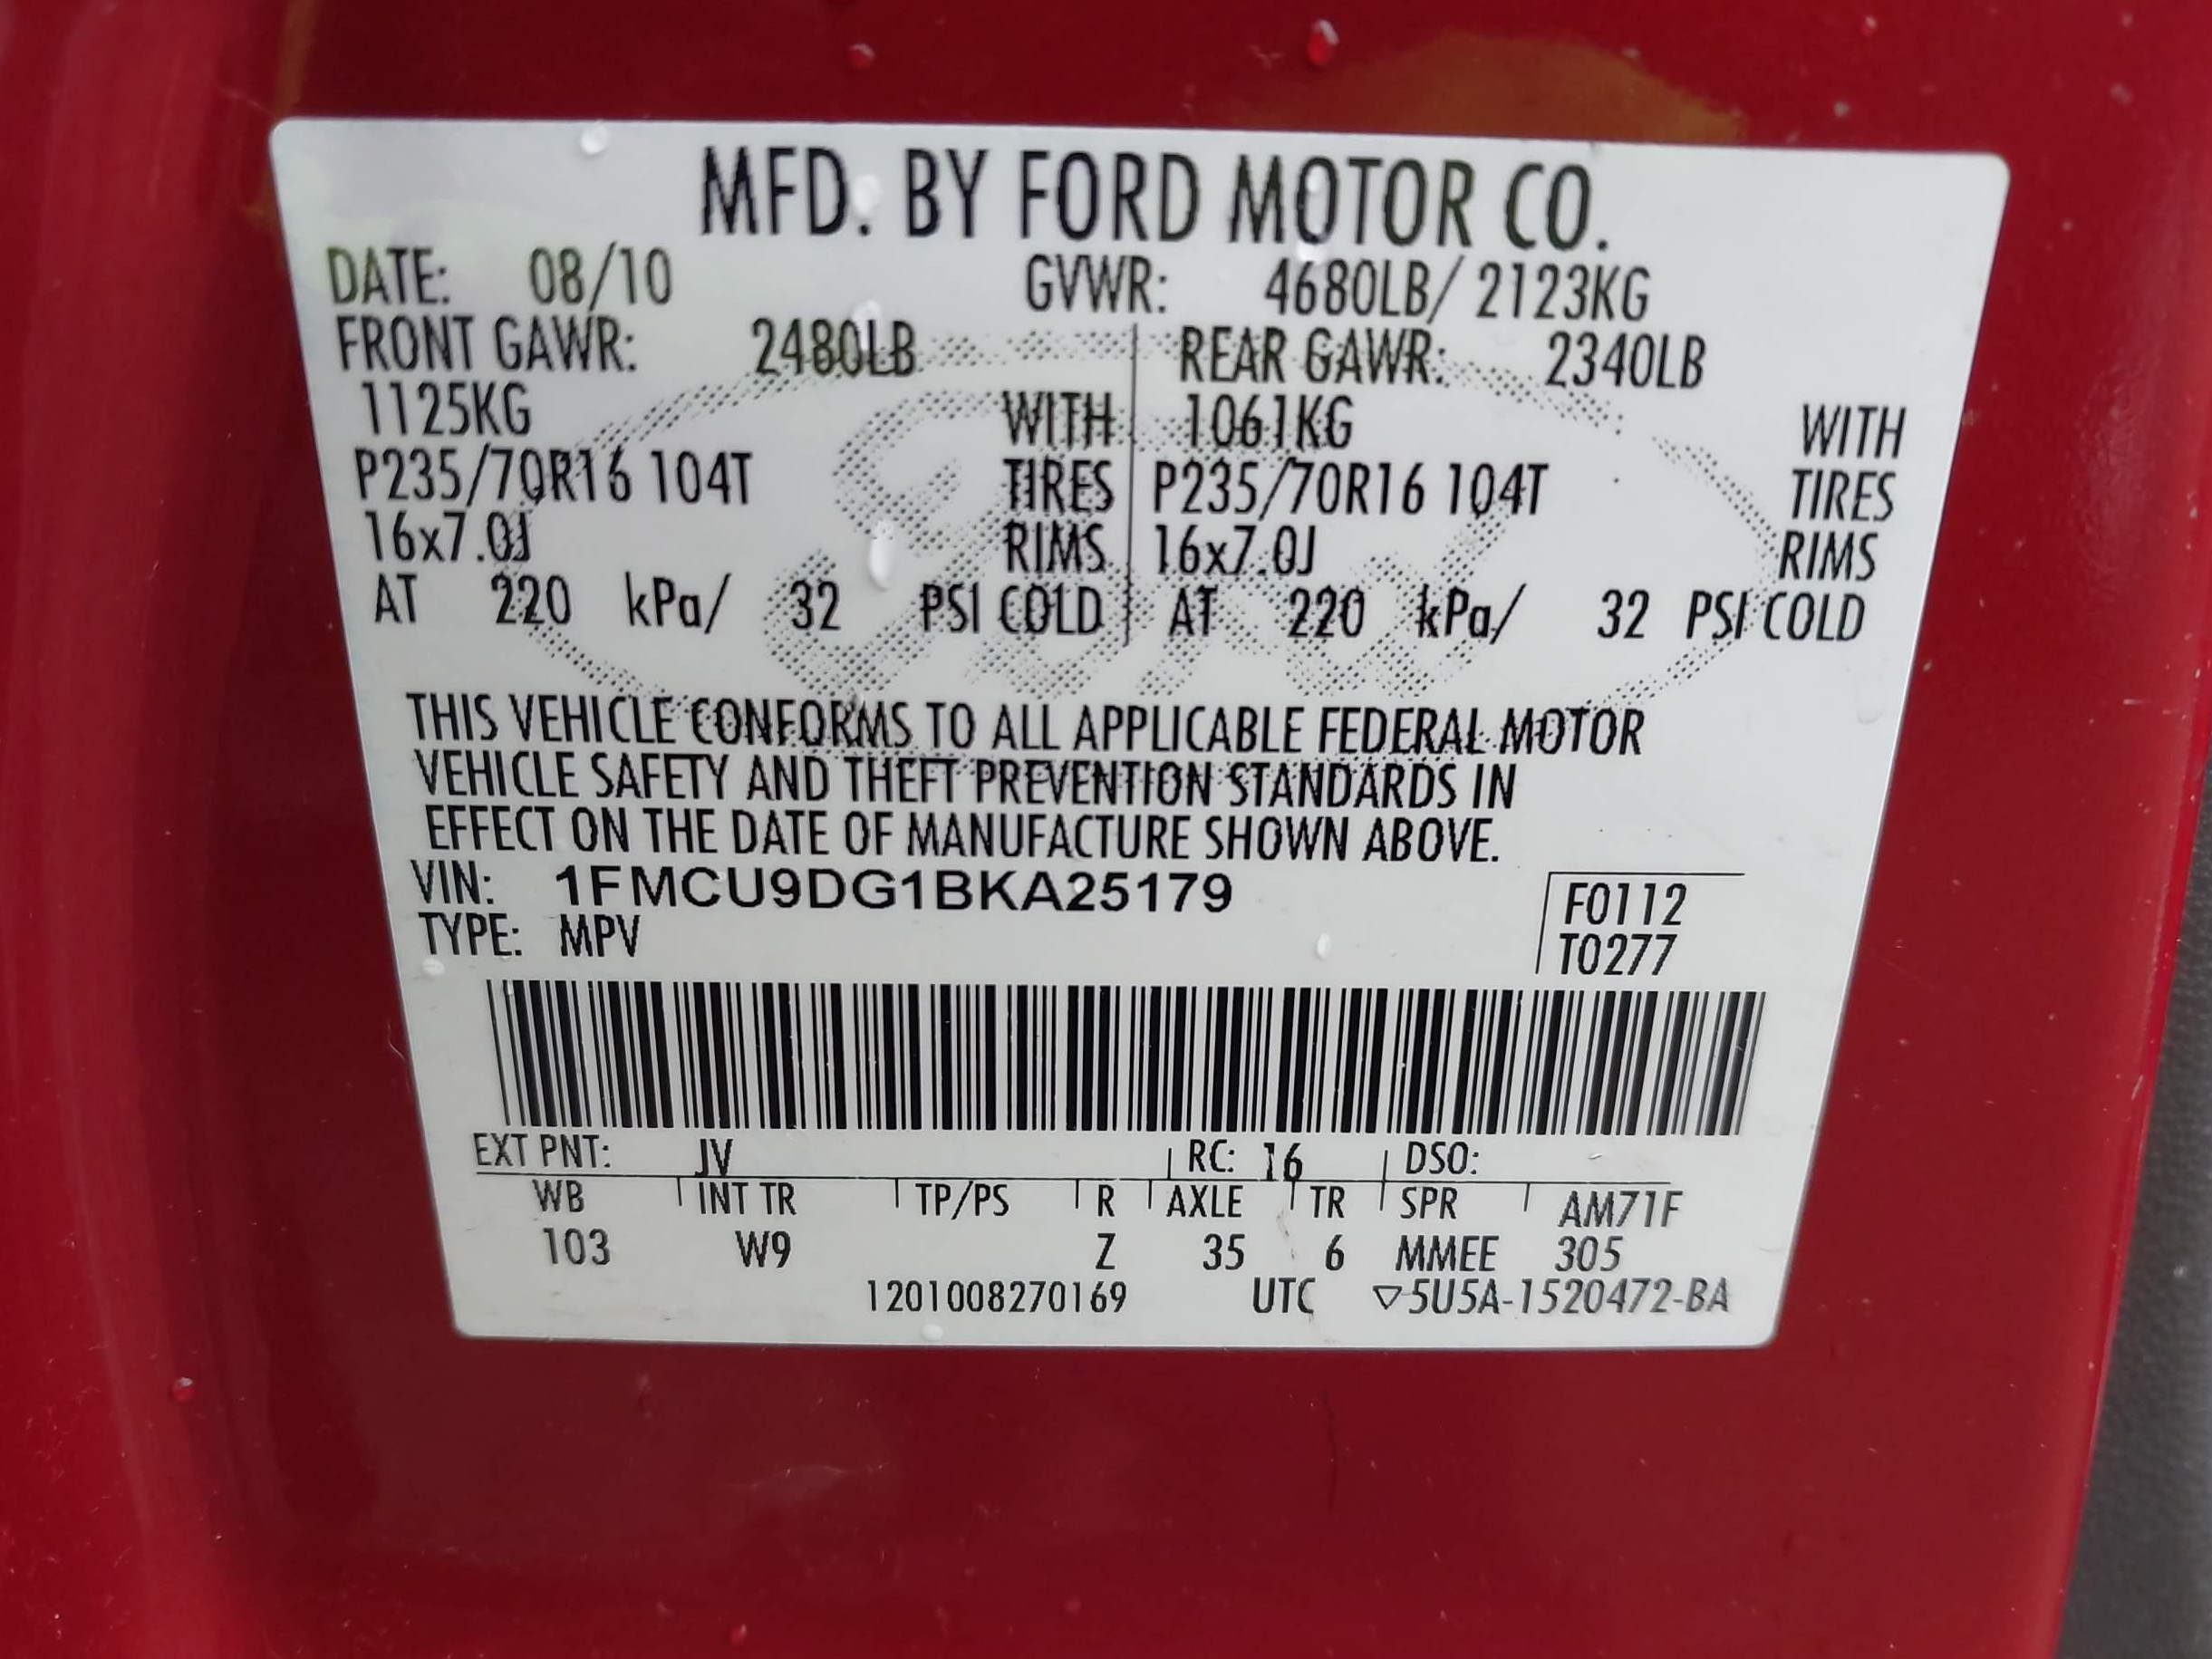 MFD. BY FORD MOTOR CO.
DATE: 08/10 GVWR: 4680LB/ 2123KG
FRONT GAWR: 2480LB REAR GAWR: 2340LB
1125KG WITH 1061KG WITH
P235/70R16 104T TIRES P235/70R16 104T TIRES
16x7.0J RIMS 16x7.0J RIMS
AT 220 kPa/ 32 PSI COLD AT 220 kPa/ 32 PSI COLD
THIS VEHICLE CONFORMS TO ALL APPLICABLE FEDERAL MOTOR
VEHICLE SAFETY AND THEFT PREVENTION STANDARDS IN
EFFECT ON THE DATE OF MANUFACTURE SHOWN ABOVE.
VIN: 1FMCU9DG1BKA25179 F0112
TYPE: MPV T0277
EXT PNT: JV RC: 16 DSO:
WB INT TR TP/PS R AXLE TR SPR AM71F
103 W9 Z 35 6 MMEE 305
1201008270169 UTC ▽5U5A-1520472-BA
Ford